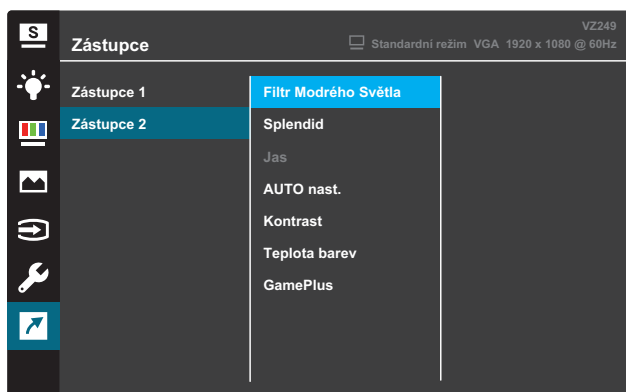 S
VZ249
Zástupce
Standardní režim VGA 1920 x 1080 @ 60Hz
Zástupce 1
Zástupce 2
Filtr Modrého Světla
Splendid
Jas
AUTO nast.
Kontrast
Teplota barev
GamePlus